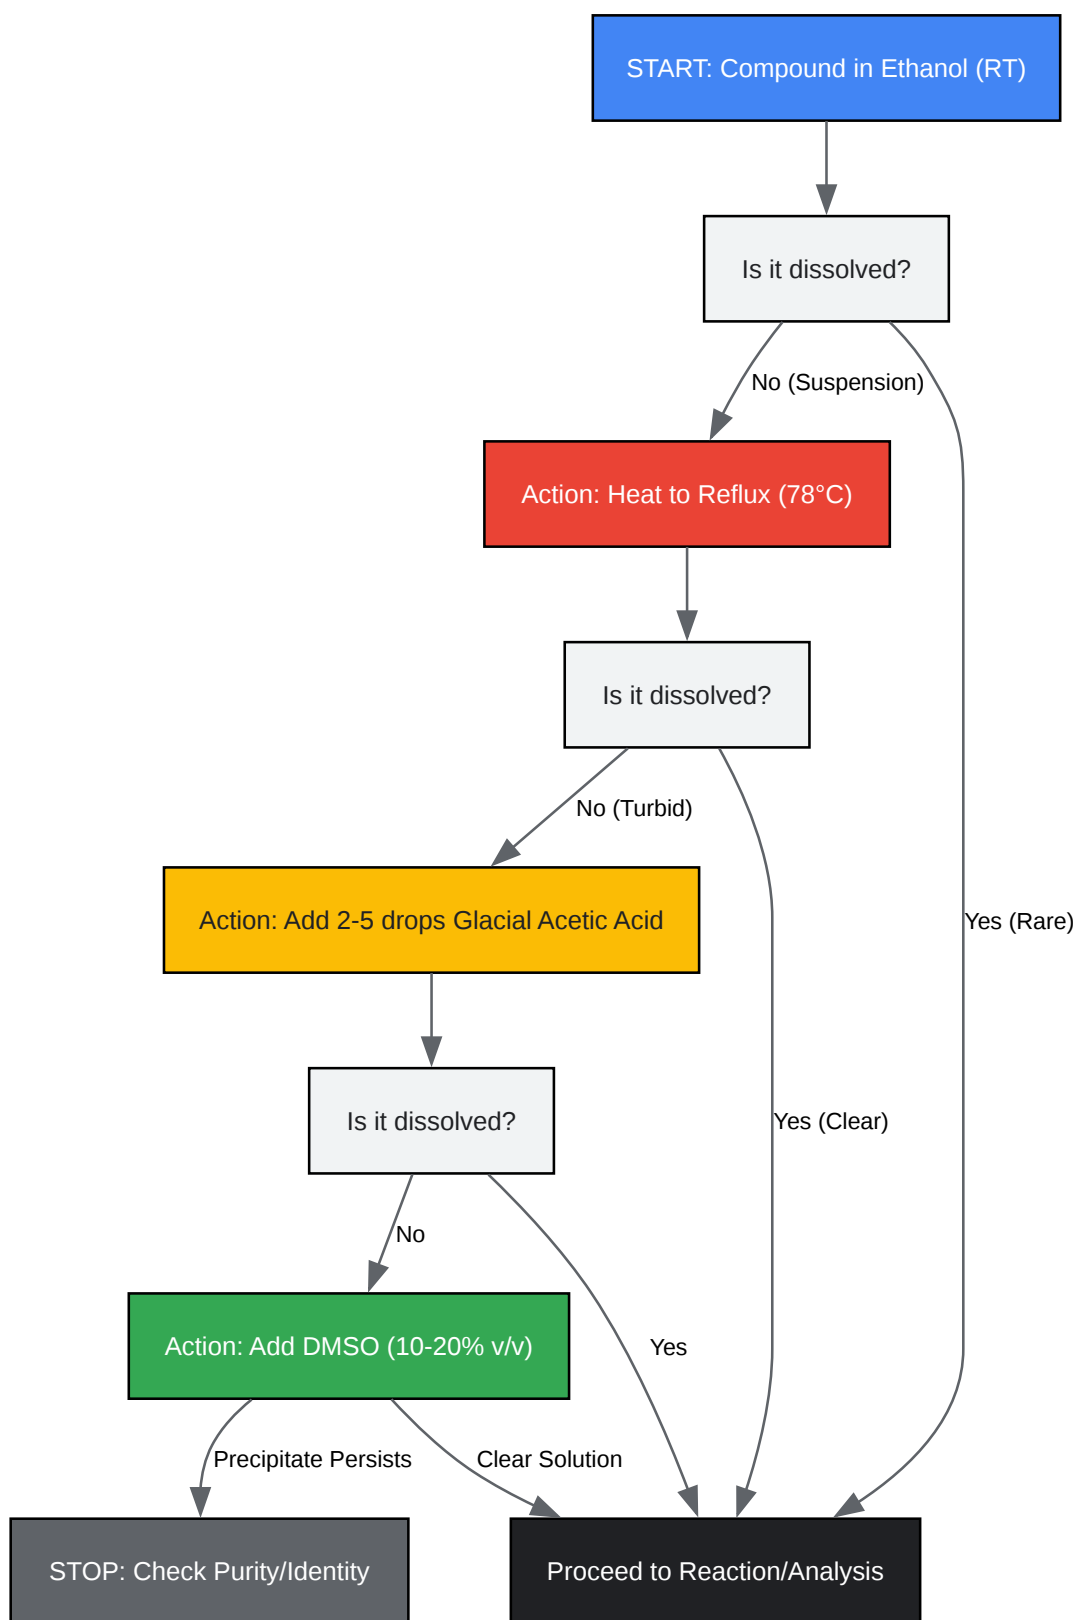 START: Compound in Ethanol (RT)
Is it dissolved?
No (Suspension)
Action: Heat to Reflux (78°C)
Is it dissolved?
No (Turbid)
Action: Add 2-5 drops Glacial Acetic Acid
Yes (Rare)
Is it dissolved?
Yes (Clear)
No
Action: Add DMSO (10-20% v/v)
Yes
Precipitate Persists
Clear Solution
STOP: Check Purity/Identity
Proceed to Reaction/Analysis